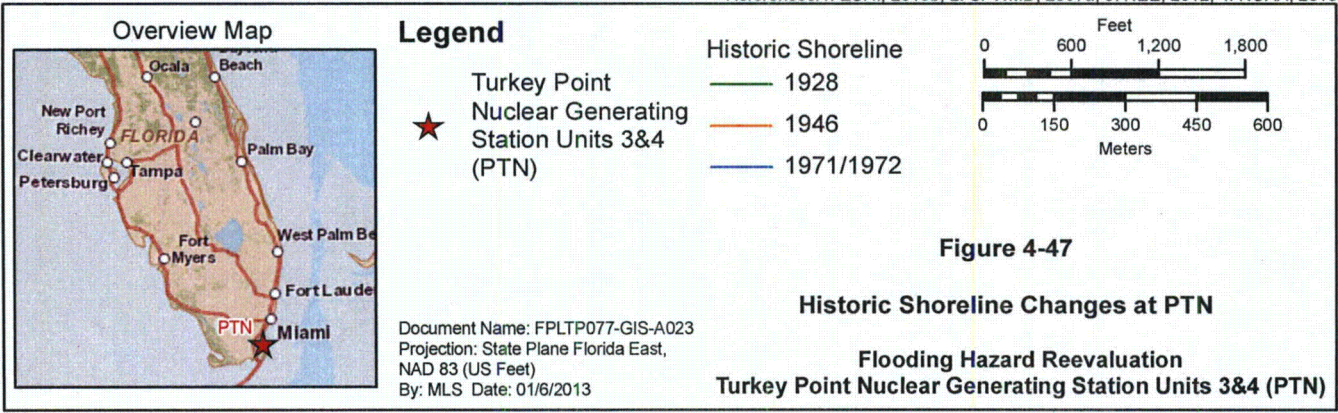 Overview Map
Ocala
Beach
New Port
Richey
FLORIDA
Clearwater
Tampa
Petersburg
Palm Bay
Fort
Myers
West Palm Be
Fort Laude
PTN
Miami
Legend
Turkey Point
Nuclear Generating
Station Units 3&4
(PTN)
Document Name: FPLTP077-GIS-A023
Projection: State Plane Florida East,
NAD 83 (US Feet)
By: MLS Date: 01/6/2013
Historic Shoreline
1928
1946
1971/1972
Feet
0 600 1,200 1,800
0 150 300 450 600
Meters
Figure 4-47
Historic Shoreline Changes at PTN
Flooding Hazard Reevaluation
Turkey Point Nuclear Generating Station Units 3&4 (PTN)